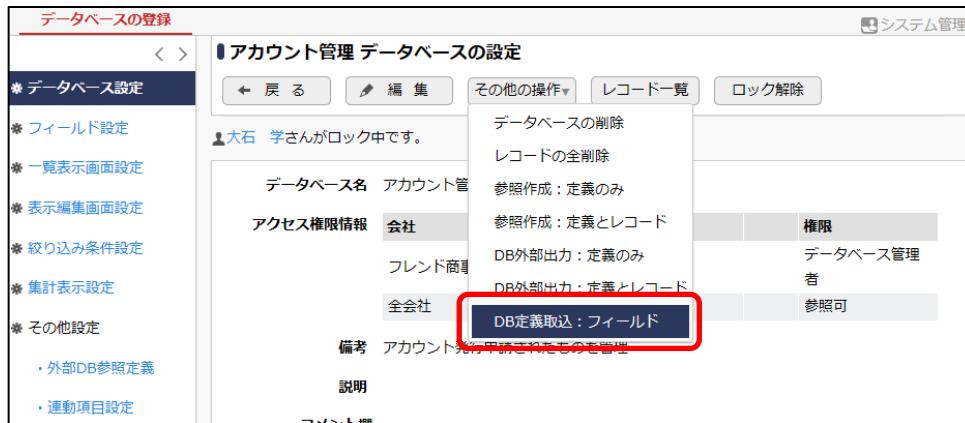 データベースの登録
システム管理
< >
アカウント管理 データベースの設定
データベース設定
戻 る
編 集
その他の操作▼
レコード一覧
ロック解除
フィールド設定
大石 学さんがロック中です。
データベースの削除
レコードの全削除
一覧表示画面設定
データベース名 アカウント管
参照作成：定義のみ
表示編集画面設定
アクセス権限情報 会社
参照作成：定義とレコード
権限
絞り込み条件設定
フレンド商事
DB外部出力：定義のみ
データベース管理
者
集計表示設定
DB外部出力：定義とレコード
全会社
参照可
その他設定
DB定義取込：フィールド
備考 アカウント発行申請されたものを管理
・外部DB参照定義
説明
・連動項目設定